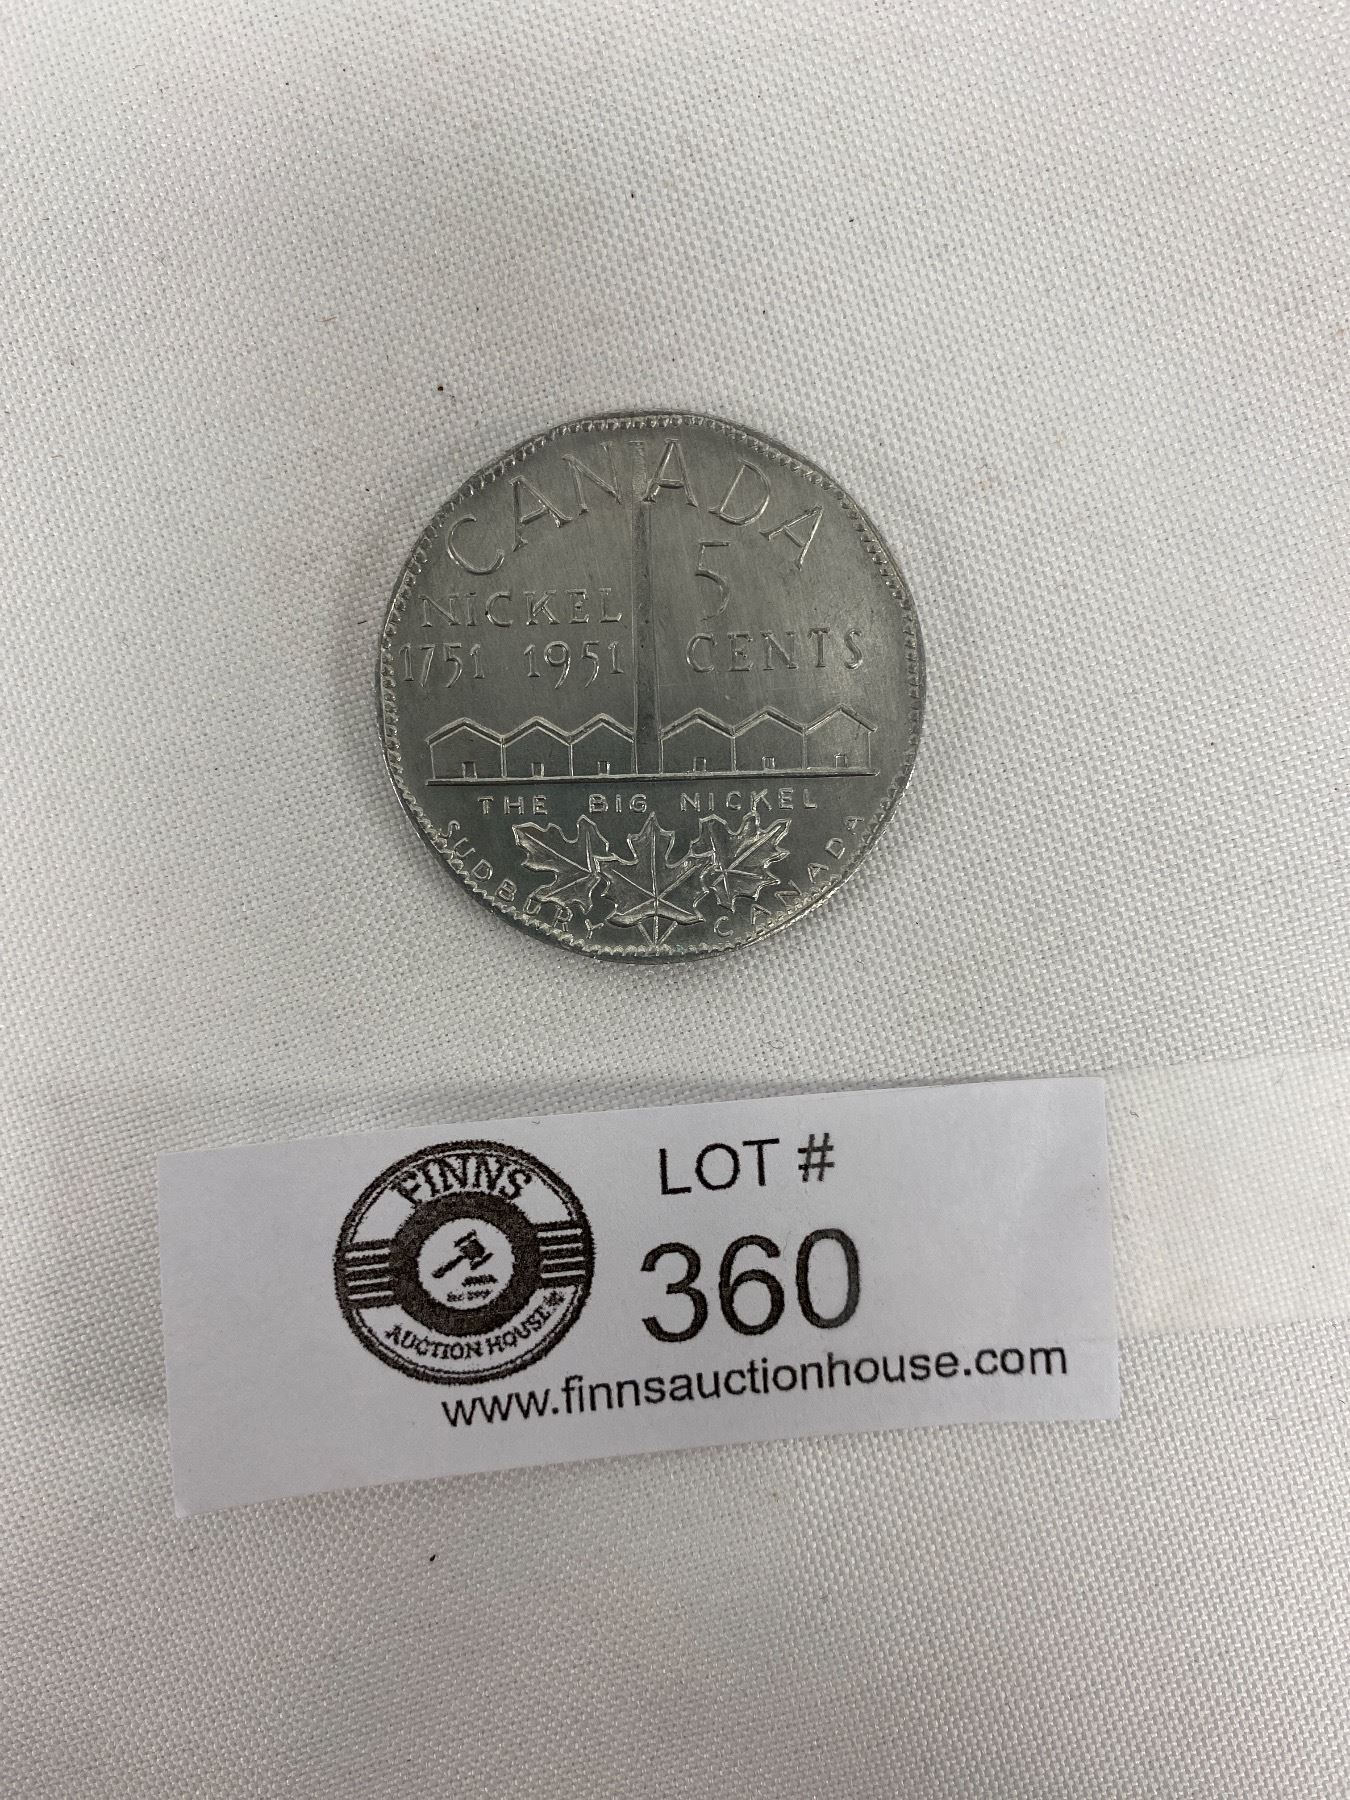 CANADA
5
NICKEL
CENTS
1751 1951
THE BIG NICKEL
SUDBURY CANADA
FINNS
AUCTION HOUSE
LOT #
360
www.finnsauctionhouse.com